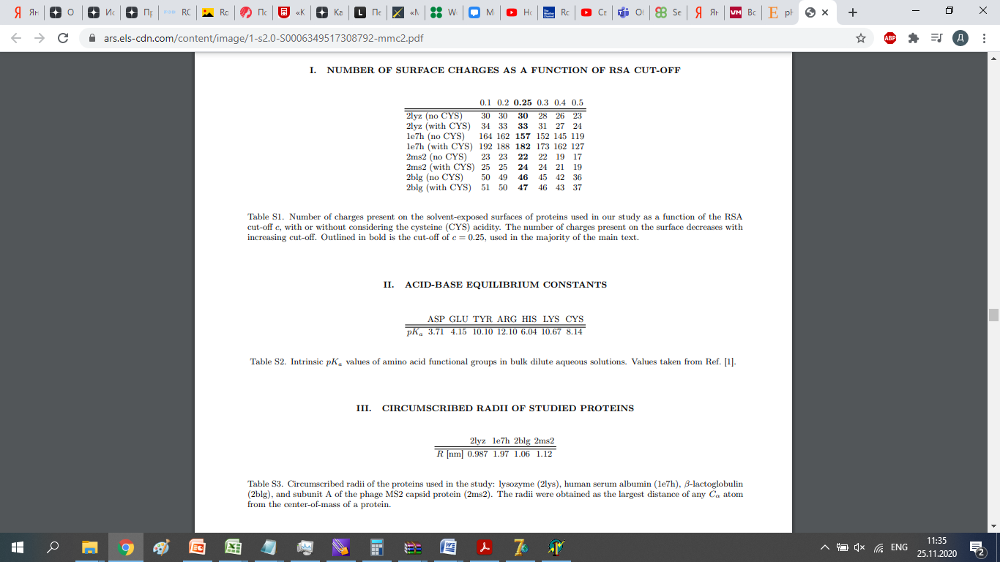 Ян
О
Ис
Пр
RC
Rc
Пс
«К
Ка
Пе
«М
W
М
Нс
Rc
Се
Об
Se
Ян
Вс
pH
ars.els-cdn.com/content/image/1-s2.0-S0006349517308792-mmc2.pdf
ABP
Д
I. NUMBER OF SURFACE CHARGES AS A FUNCTION OF RSA CUT-OFF
0.1 0.2 0.25 0.3 0.4 0.5
2lyz (no CYS) 30 30 30 28 26 23
2lyz (with CYS) 34 33 33 31 27 24
1e7h (no CYS) 164 162 157 152 145 119
1e7h (with CYS) 192 188 182 173 162 127
2ms2 (no CYS) 23 23 22 22 19 17
2ms2 (with CYS) 25 25 24 24 21 19
2blg (no CYS) 50 49 46 45 42 36
2blg (with CYS) 51 50 47 46 43 37
Table S1. Number of charges present on the solvent-exposed surfaces of proteins used in our study as a function of the RSA
cut-off c, with or without considering the cysteine (CYS) acidity. The number of charges present on the surface decreases with
increasing cut-off. Outlined in bold is the cut-off of c = 0.25, used in the majority of the main text.
II. ACID-BASE EQUILIBRIUM CONSTANTS
ASP GLU TYR ARG HIS LYS CYS
pKa 3.71 4.15 10.10 12.10 6.04 10.67 8.14
Table S2. Intrinsic pKa values of amino acid functional groups in bulk dilute aqueous solutions. Values taken from Ref. [1].
III. CIRCUMSCRIBED RADII OF STUDIED PROTEINS
2lyz 1e7h 2blg 2ms2
R [nm] 0.987 1.97 1.06 1.12
Table S3. Circumscribed radii of the proteins used in the study: lysozyme (2lys), human serum albumin (1e7h), β-lactoglobulin
(2blg), and subunit A of the phage MS2 capsid protein (2ms2). The radii were obtained as the largest distance of any Cα atom
from the center-of-mass of a protein.
ENG
11:35
25.11.2020
2